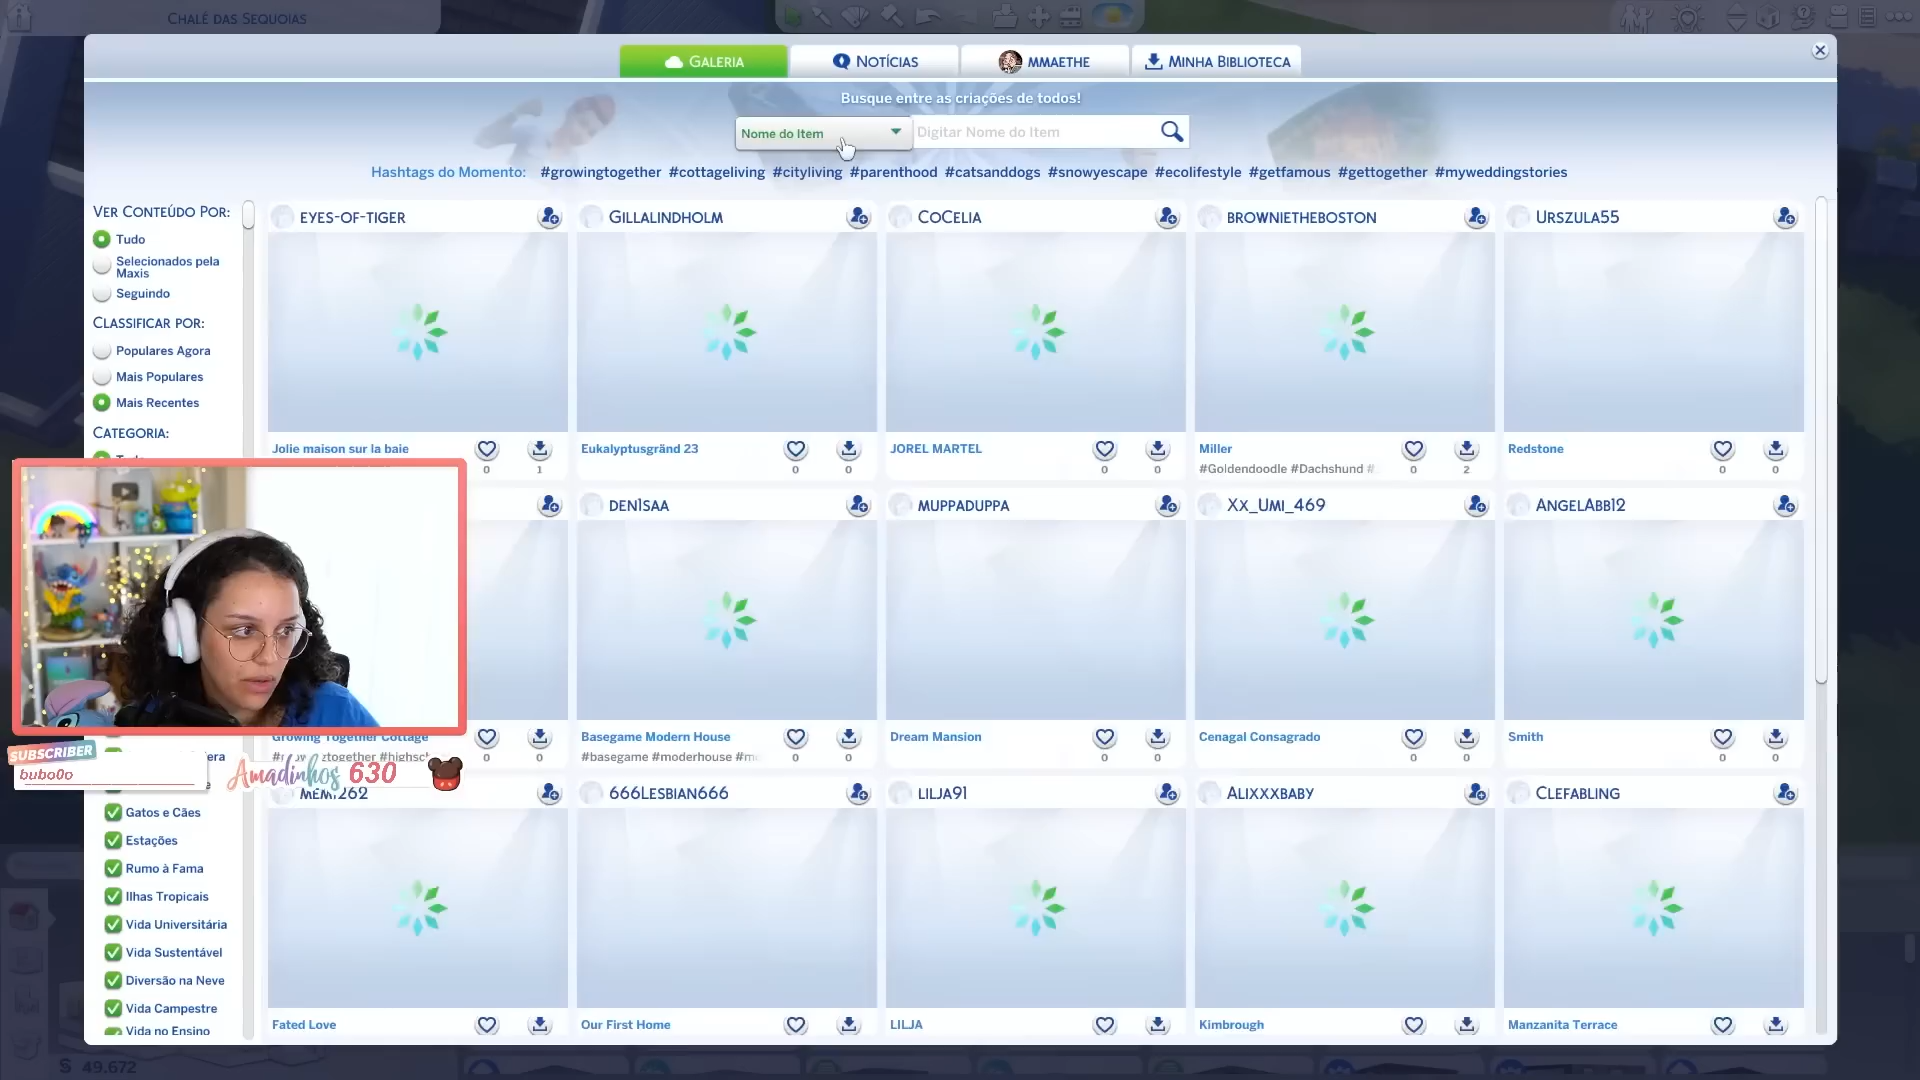 CHALÉ DAS SEQUOIAS
GALERIA
NOTÍCIAS
MMAETHE
MINHA BIBLIOTECA
Busque entre as criações de todos!
Nome do Item
Digitar Nome do Item
Hashtags do Momento: #growingtogether #cottageliving #cityliving #parenthood #catsanddogs #snowyescape #ecolifestyle #getfamous #gettogether #myweddingstories
VER CONTEÚDO POR:
Tudo
Selecionados pela
Maxis
Seguindo
CLASSIFICAR POR:
Populares Agora
Mais Populares
Mais Recentes
CATEGORIA:
EYES-OF-TIGER
GILLALINDHOLM
COCELIA
BROWNIETHEBOSTON
URSZULA55
Jolie maison sur la baie
0
1
Eukalyptusgränd 23
0
0
JOREL MARTEL
0
0
Miller
#Goldendoodle #Dachshund #
0
2
Redstone
0
0
DEN1SAA
MUPPADUPPA
XX_UMI_469
ANGELABB12
Growing Together Cottage
0
0
Basegame Modern House
#basegame #moderhouse #m
0
0
Dream Mansion
0
0
Cenagal Consagrado
0
0
Smith
0
0
SUBSCRIBER
bubo0o
Amadinhos 630
MEMI262
666LESBIAN666
LILJA91
ALIXXXBABY
CLEFABLING
Gatos e Cães
Estações
Rumo à Fama
Ilhas Tropicais
Vida Universitária
Vida Sustentável
Diversão na Neve
Vida Campestre
Vida no Ensino
Fated Love
Our First Home
LILJA
Kimbrough
Manzanita Terrace
§ 49.672